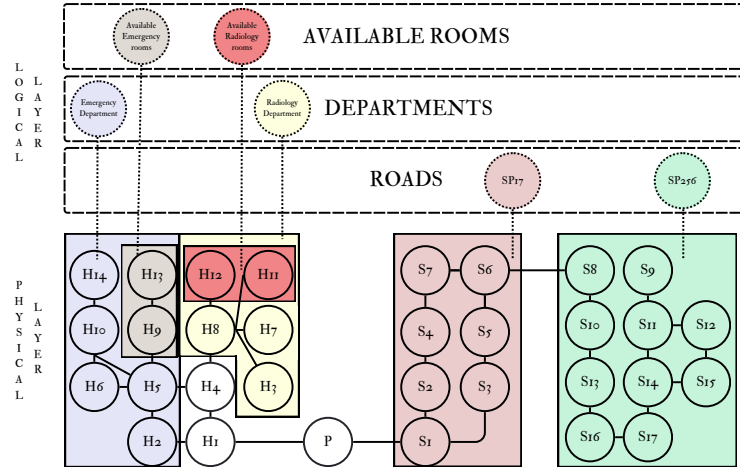 Available
Emergency
rooms
Available
Radiology
rooms
AVAILABLE ROOMS
LOGICAL
LAYER
Emergency
Department
Radiology
Department
DEPARTMENTS
ROADS
SP17
SP256
PHYSICAL
LAYER
H14 H13 H12 H11 S7 S6 S8 S9
H10 H9 H8 H7 S4 S5 S10 S11 S12
H6 H5 H4 H3 S2 S3 S13 S14 S15
H2 H1 P S1 S16 S17